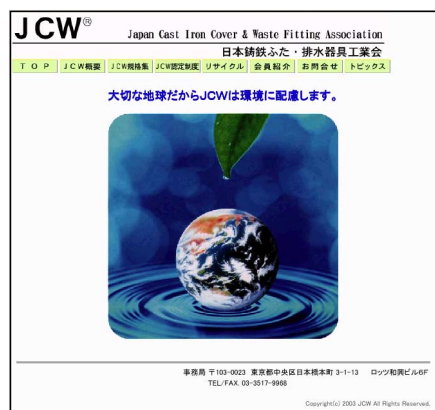 JCW®
Japan Cast Iron Cover & Waste Fitting Association
日本鋳鉄ふた・排水器具工業会
TOP JCW概要 JCW規格集 JCW認定制度 リサイクル 会員紹介 お問合せ トピックス
大切な地球だからJCWは環境に配慮します。
事務局 〒103-0023 東京都中央区日本橋本町 3-1-13 ロッツ和興ビル6F
TEL/FAX. 03-3517-9968
Copyright(c) 2003 JCW All Rights Reserved.